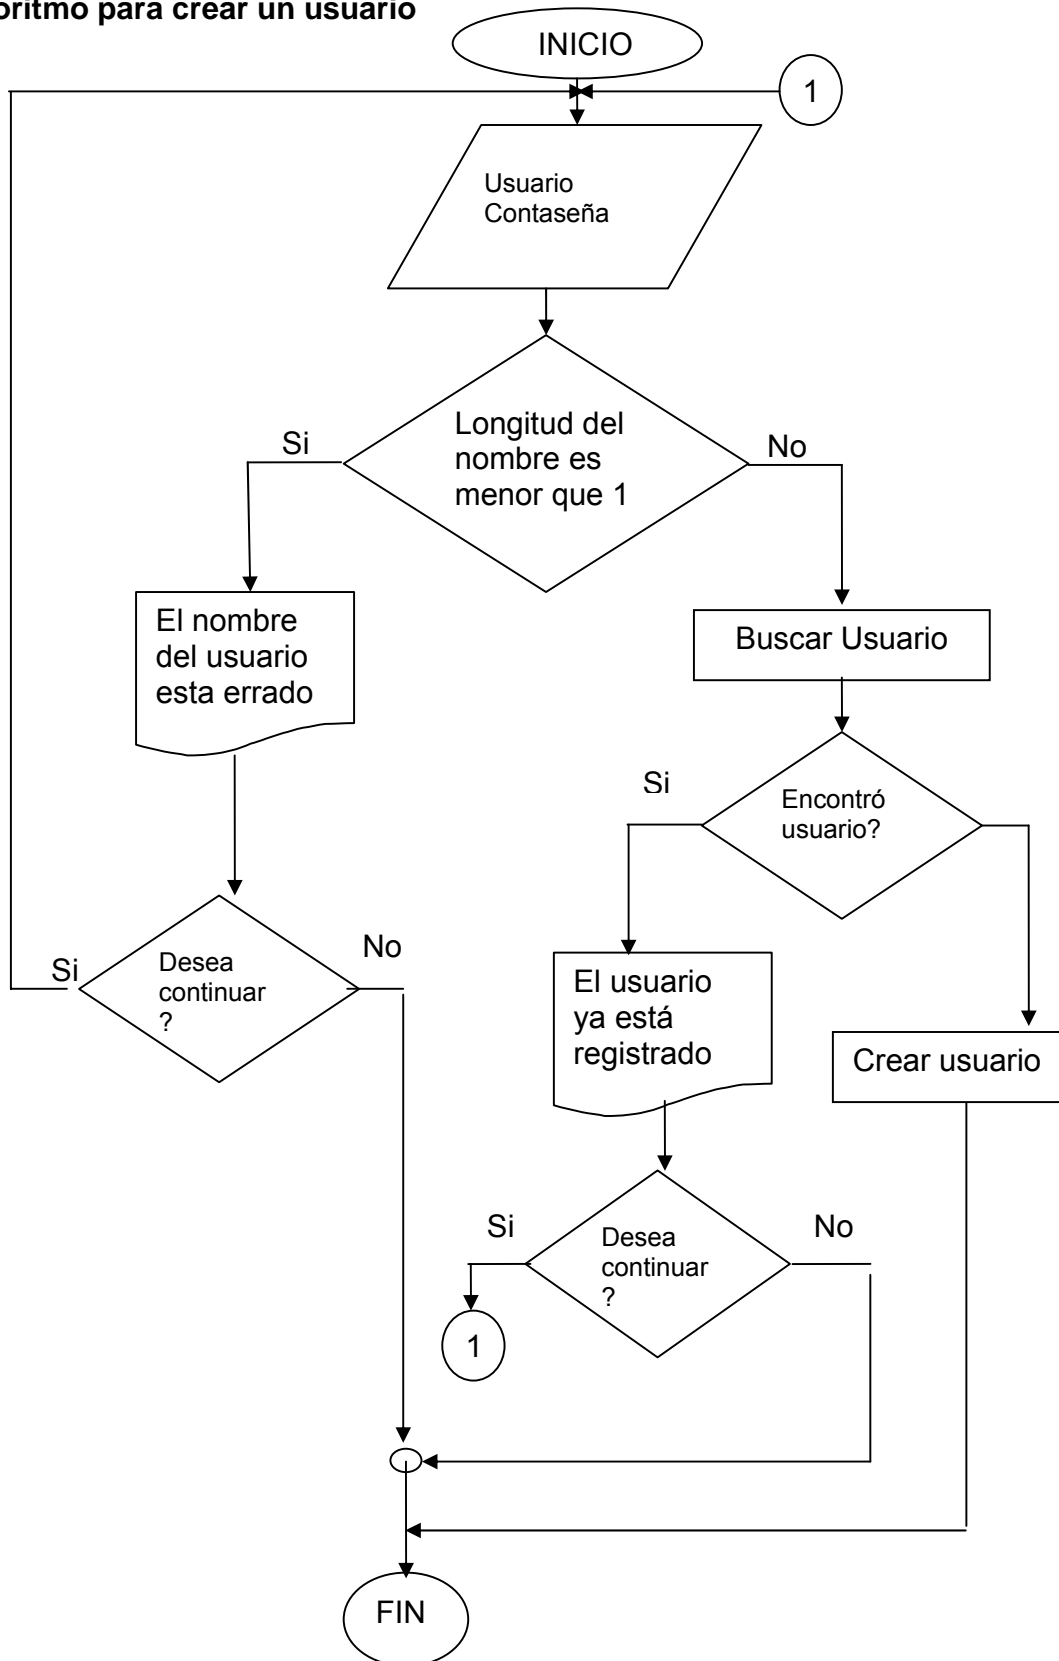 oritmo para crear un usuario
INICIO
1
Usuario
Contaseña
Longitud del
nombre es
menor que 1
Si
No
El nombre
del usuario
esta errado
Buscar Usuario
Si
Encontró
usuario?
Si
Desea
continuar
?
No
El usuario
ya está
registrado
Crear usuario
Si
Desea
continuar
?
No
1
FIN